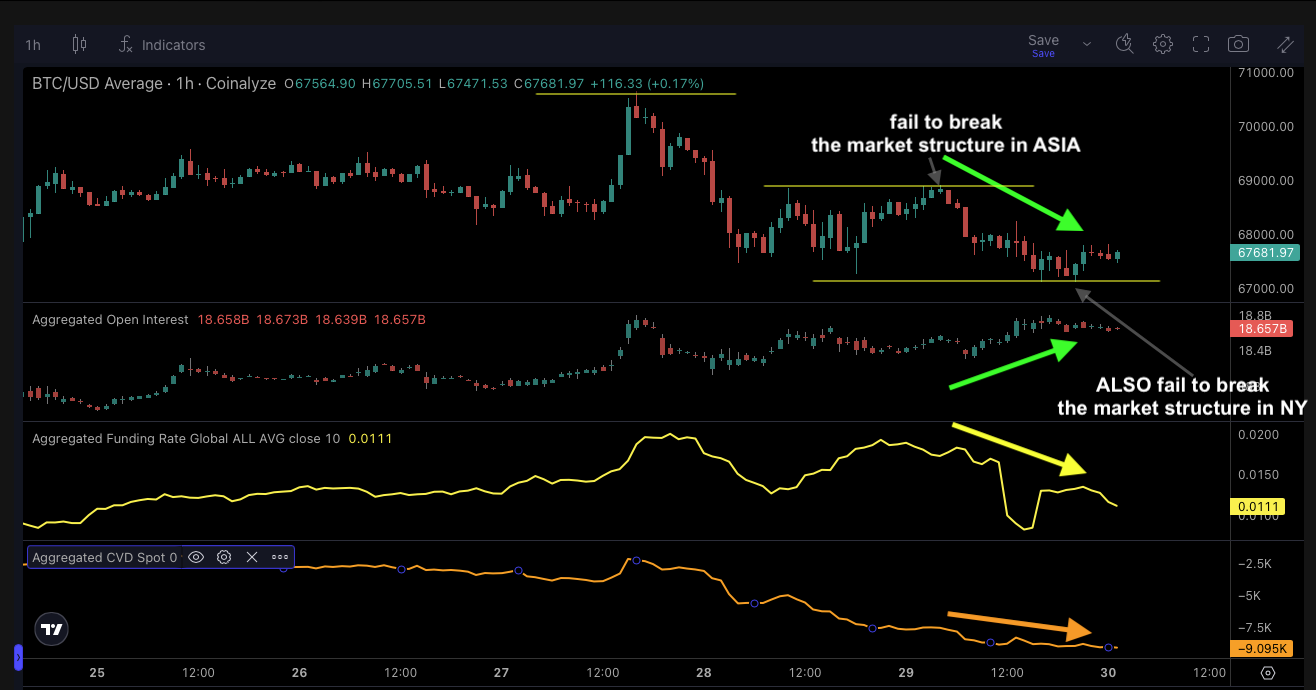 1h Indicators Save
Save
BTC/USD Average · 1h · Coinalyze O67564.90 H67705.51 L67471.53 C67681.97 +116.33 (+0.17%)
71000.00
fail to break
the market structure in ASIA
70000.00
69000.00
68000.00
67681.97
67000.00
Aggregated Open Interest 18.658B 18.673B 18.639B 18.657B
18.8B
18.657B
18.4B
ALSO fail to break
the market structure in NY
Aggregated Funding Rate Global ALL AVG close 10 0.0111
0.0200
0.0150
0.0111
0.0100
Aggregated CVD Spot 0
−2.5K
−5K
−7.5K
−9.095K
25 12:00 26 12:00 27 12:00 28 12:00 29 12:00 30 12:00